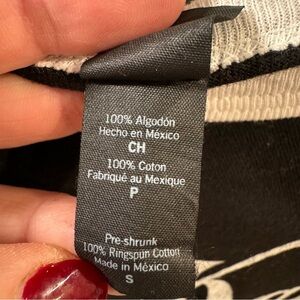 100% Algodón
Hecho en México
CH
100% Coton
Fabriqué au Mexique
P
Pre-shrunk
100% Ringspun Cotton
Made in México
S